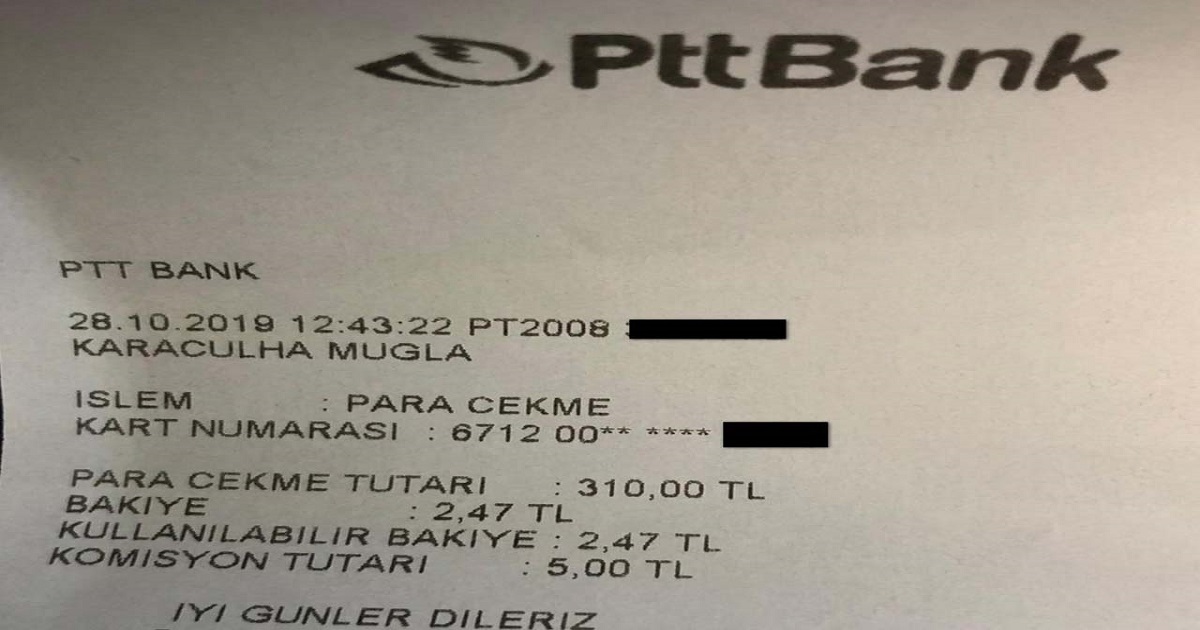 PttBank
PTT BANK
28.10.2019 12:43:22 PT2008 :
KARACULHA MUGLA
ISLEM : PARA CEKME
KART NUMARASI : 6712 00** ****
PARA CEKME TUTARI : 310,00 TL
BAKIYE : 2,47 TL
KULLANILABILIR BAKIYE : 2,47 TL
KOMISYON TUTARI : 5,00 TL
IYI GUNLER DILERIZ